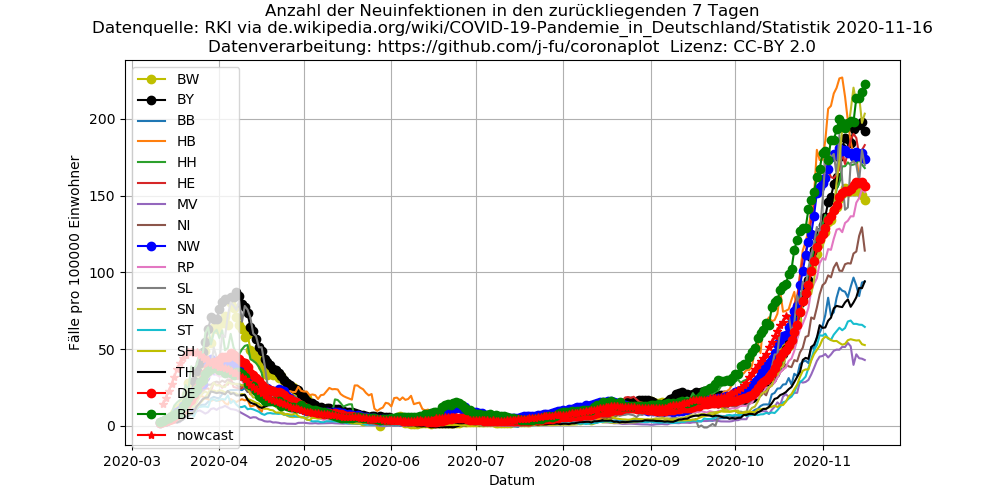 Anzahl der Neuinfektionen in den zurückliegenden 7 Tagen
Datenquelle: RKI via de.wikipedia.org/wiki/COVID-19-Pandemie_in_Deutschland/Statistik 2020-11-16
Datenverarbeitung: https://github.com/j-fu/coronaplot  Lizenz: CC-BY 2.0
Fälle pro 100000 Einwohner
200
150
100
50
0
BW
BY
BB
HB
HH
HE
MV
NI
NW
RP
SL
SN
ST
SH
TH
DE
BE
nowcast
2020-03 2020-04 2020-05 2020-06 2020-07 2020-08 2020-09 2020-10 2020-11
Datum